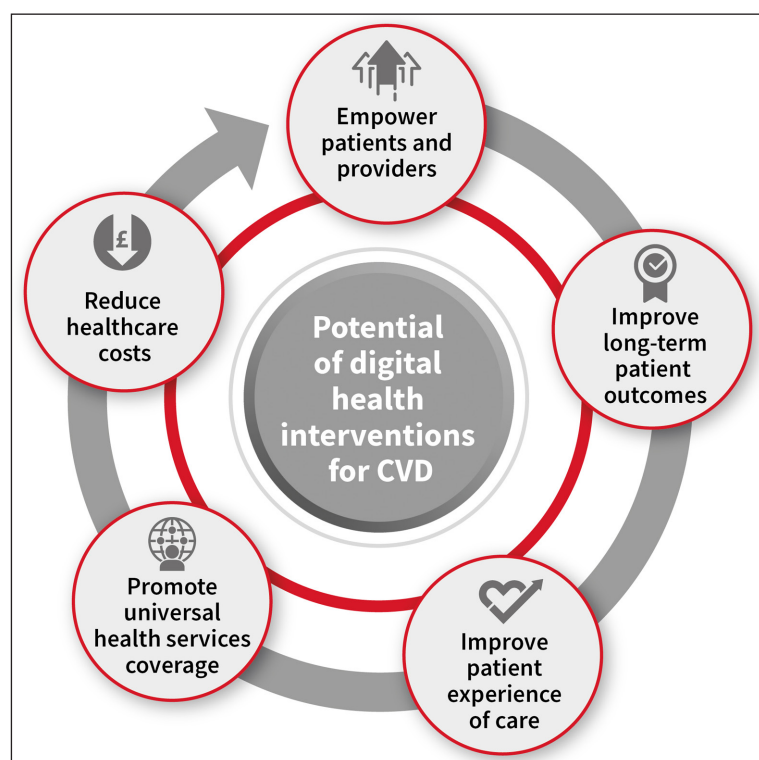 Empower
patients and
providers
Improve
long-term
patient
outcomes
Improve
patient
experience
of care
Promote
universal
health services
coverage
£
Reduce
healthcare
costs
Potential
of digital
health
interventions
for CVD